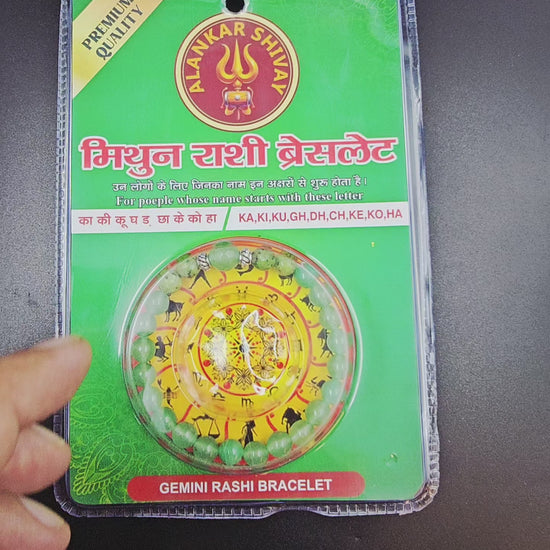 PREMIUM
QUALITY
ALANKAR SHIVAY
मिथुन राशी ब्रेसलेट
उन लोगो के लिए जिनका नाम इन अक्षरो से शुरू होता है।
For poeple whose name starts with these letter
का की कू घ ड़ छा के को हा / KA,KI,KU,GH,DH,CH,KE,KO,HA
GEMINI RASHI BRACELET